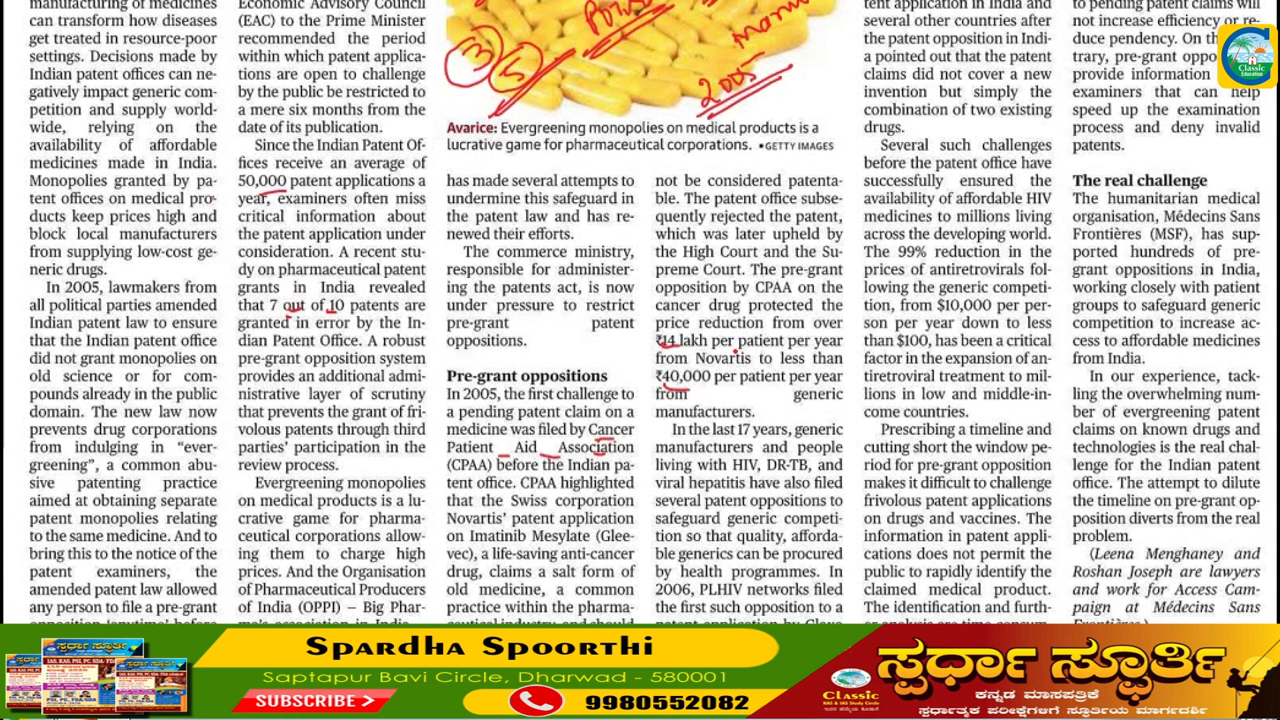 manufacturing of medicines
can transform how diseases
get treated in resource-poor
settings. Decisions made by
Indian patent offices can ne-
gatively impact generic com-
petition and supply world-
wide, relying on the
availability of affordable
medicines made in India.
Monopolies granted by pa-
tent offices on medical pro-
ducts keep prices high and
block local manufacturers
from supplying low-cost ge-
neric drugs.
In 2005, lawmakers from
all political parties amended
Indian patent law to ensure
that the Indian patent office
did not grant monopolies on
old science or for com-
pounds already in the public
domain. The new law now
prevents drug corporations
from indulging in “ever-
greening”, a common abu-
sive patenting practice
aimed at obtaining separate
patent monopolies relating
to the same medicine. And to
bring this to the notice of the
patent examiners, the
amended patent law allowed
any person to file a pre-grant
Economic Advisory Council
(EAC) to the Prime Minister
recommended the period
within which patent applica-
tions are open to challenge
by the public be restricted to
a mere six months from the
date of its publication.
Since the Indian Patent Of-
fices receive an average of
50,000 patent applications a
year, examiners often miss
critical information about
the patent application under
consideration. A recent stu-
dy on pharmaceutical patent
grants in India revealed
that 7 out of 10 patents are
granted in error by the In-
dian Patent Office. A robust
pre-grant opposition system
provides an additional admi-
nistrative layer of scrutiny
that prevents the grant of fri-
volous patents through third
parties’ participation in the
review process.
Evergreening monopolies
on medical products is a lu-
crative game for pharma-
ceutical corporations allow-
ing them to charge high
prices. And the Organisation
of Pharmaceutical Producers
of India (OPPI) – Big Phar-
3
5
2005
Avarice: Evergreening monopolies on medical products is a
lucrative game for pharmaceutical corporations. ▪GETTY IMAGES
has made several attempts to
undermine this safeguard in
the patent law and has re-
newed their efforts.
The commerce ministry,
responsible for administer-
ing the patents act, is now
under pressure to restrict
pre-grant patent
oppositions.
Pre-grant oppositions
In 2005, the first challenge to
a pending patent claim on a
medicine was filed by Cancer
Patient Aid Association
(CPAA) before the Indian pa-
tent office. CPAA highlighted
that the Swiss corporation
Novartis’ patent application
on Imatinib Mesylate (Glee-
vec), a life-saving anti-cancer
drug, claims a salt form of
old medicine, a common
practice within the pharma-
ceutical industry, and should
not be considered patenta-
ble. The patent office subse-
quently rejected the patent,
which was later upheld by
the High Court and the Su-
preme Court. The pre-grant
opposition by CPAA on the
cancer drug protected the
price reduction from over
₹14 lakh per patient per year
from Novartis to less than
₹40,000 per patient per year
from generic
manufacturers.
In the last 17 years, generic
manufacturers and people
living with HIV, DR-TB, and
viral hepatitis have also filed
several patent oppositions to
safeguard generic competi-
tion so that quality, afforda-
ble generics can be procured
by health programmes. In
2006, PLHIV networks filed
the first such opposition to a
tent application in India and
several other countries after
the patent opposition in Indi-
a pointed out that the patent
claims did not cover a new
invention but simply the
combination of two existing
drugs.
Several such challenges
before the patent office have
successfully ensured the
availability of affordable HIV
medicines to millions living
across the developing world.
The 99% reduction in the
prices of antiretrovirals fol-
lowing the generic competi-
tion, from $10,000 per per-
son per year down to less
than $100, has been a critical
factor in the expansion of an-
tiretroviral treatment to mil-
lions in low and middle-in-
come countries.
Prescribing a timeline and
cutting short the window pe-
riod for pre-grant opposition
makes it difficult to challenge
frivolous patent applications
on drugs and vaccines. The
information in patent appli-
cations does not permit the
public to rapidly identify the
claimed medical product.
The identification and furth-
to pending patent claims will
not increase efficiency or re-
duce pendency. On th
trary, pre-grant oppo
provide information
examiners that can help
speed up the examination
process and deny invalid
patents.
The real challenge
The humanitarian medical
organisation, Médecins Sans
Frontières (MSF), has sup-
ported hundreds of pre-
grant oppositions in India,
working closely with patient
groups to safeguard generic
competition to increase ac-
cess to affordable medicines
from India.
In our experience, tack-
ling the overwhelming num-
ber of evergreening patent
claims on known drugs and
technologies is the real chal-
lenge for the Indian patent
office. The attempt to dilute
the timeline on pre-grant op-
position diverts from the real
problem.
(Leena Menghaney and
Roshan Joseph are lawyers
and work for Access Cam-
paign at Médecins Sans
Frontières.)
Classic
Education
SPARDHA SPOORTHI
Saptapur Bavi Circle, Dharwad - 580001
SUBSCRIBE
9980552082
Classic
ಸ್ಪರ್ಧಾ ಸ್ಫೂರ್ತಿ
ಕನ್ನಡ ಮಾಸಪತ್ರಿಕೆ
ಸ್ಪರ್ಧಾತ್ಮಕ ಪರೀಕ್ಷೆಗಳಿಗೆ ಸ್ಫೂರ್ತಿಯ ಮಾರ್ಗದರ್ಶಿ